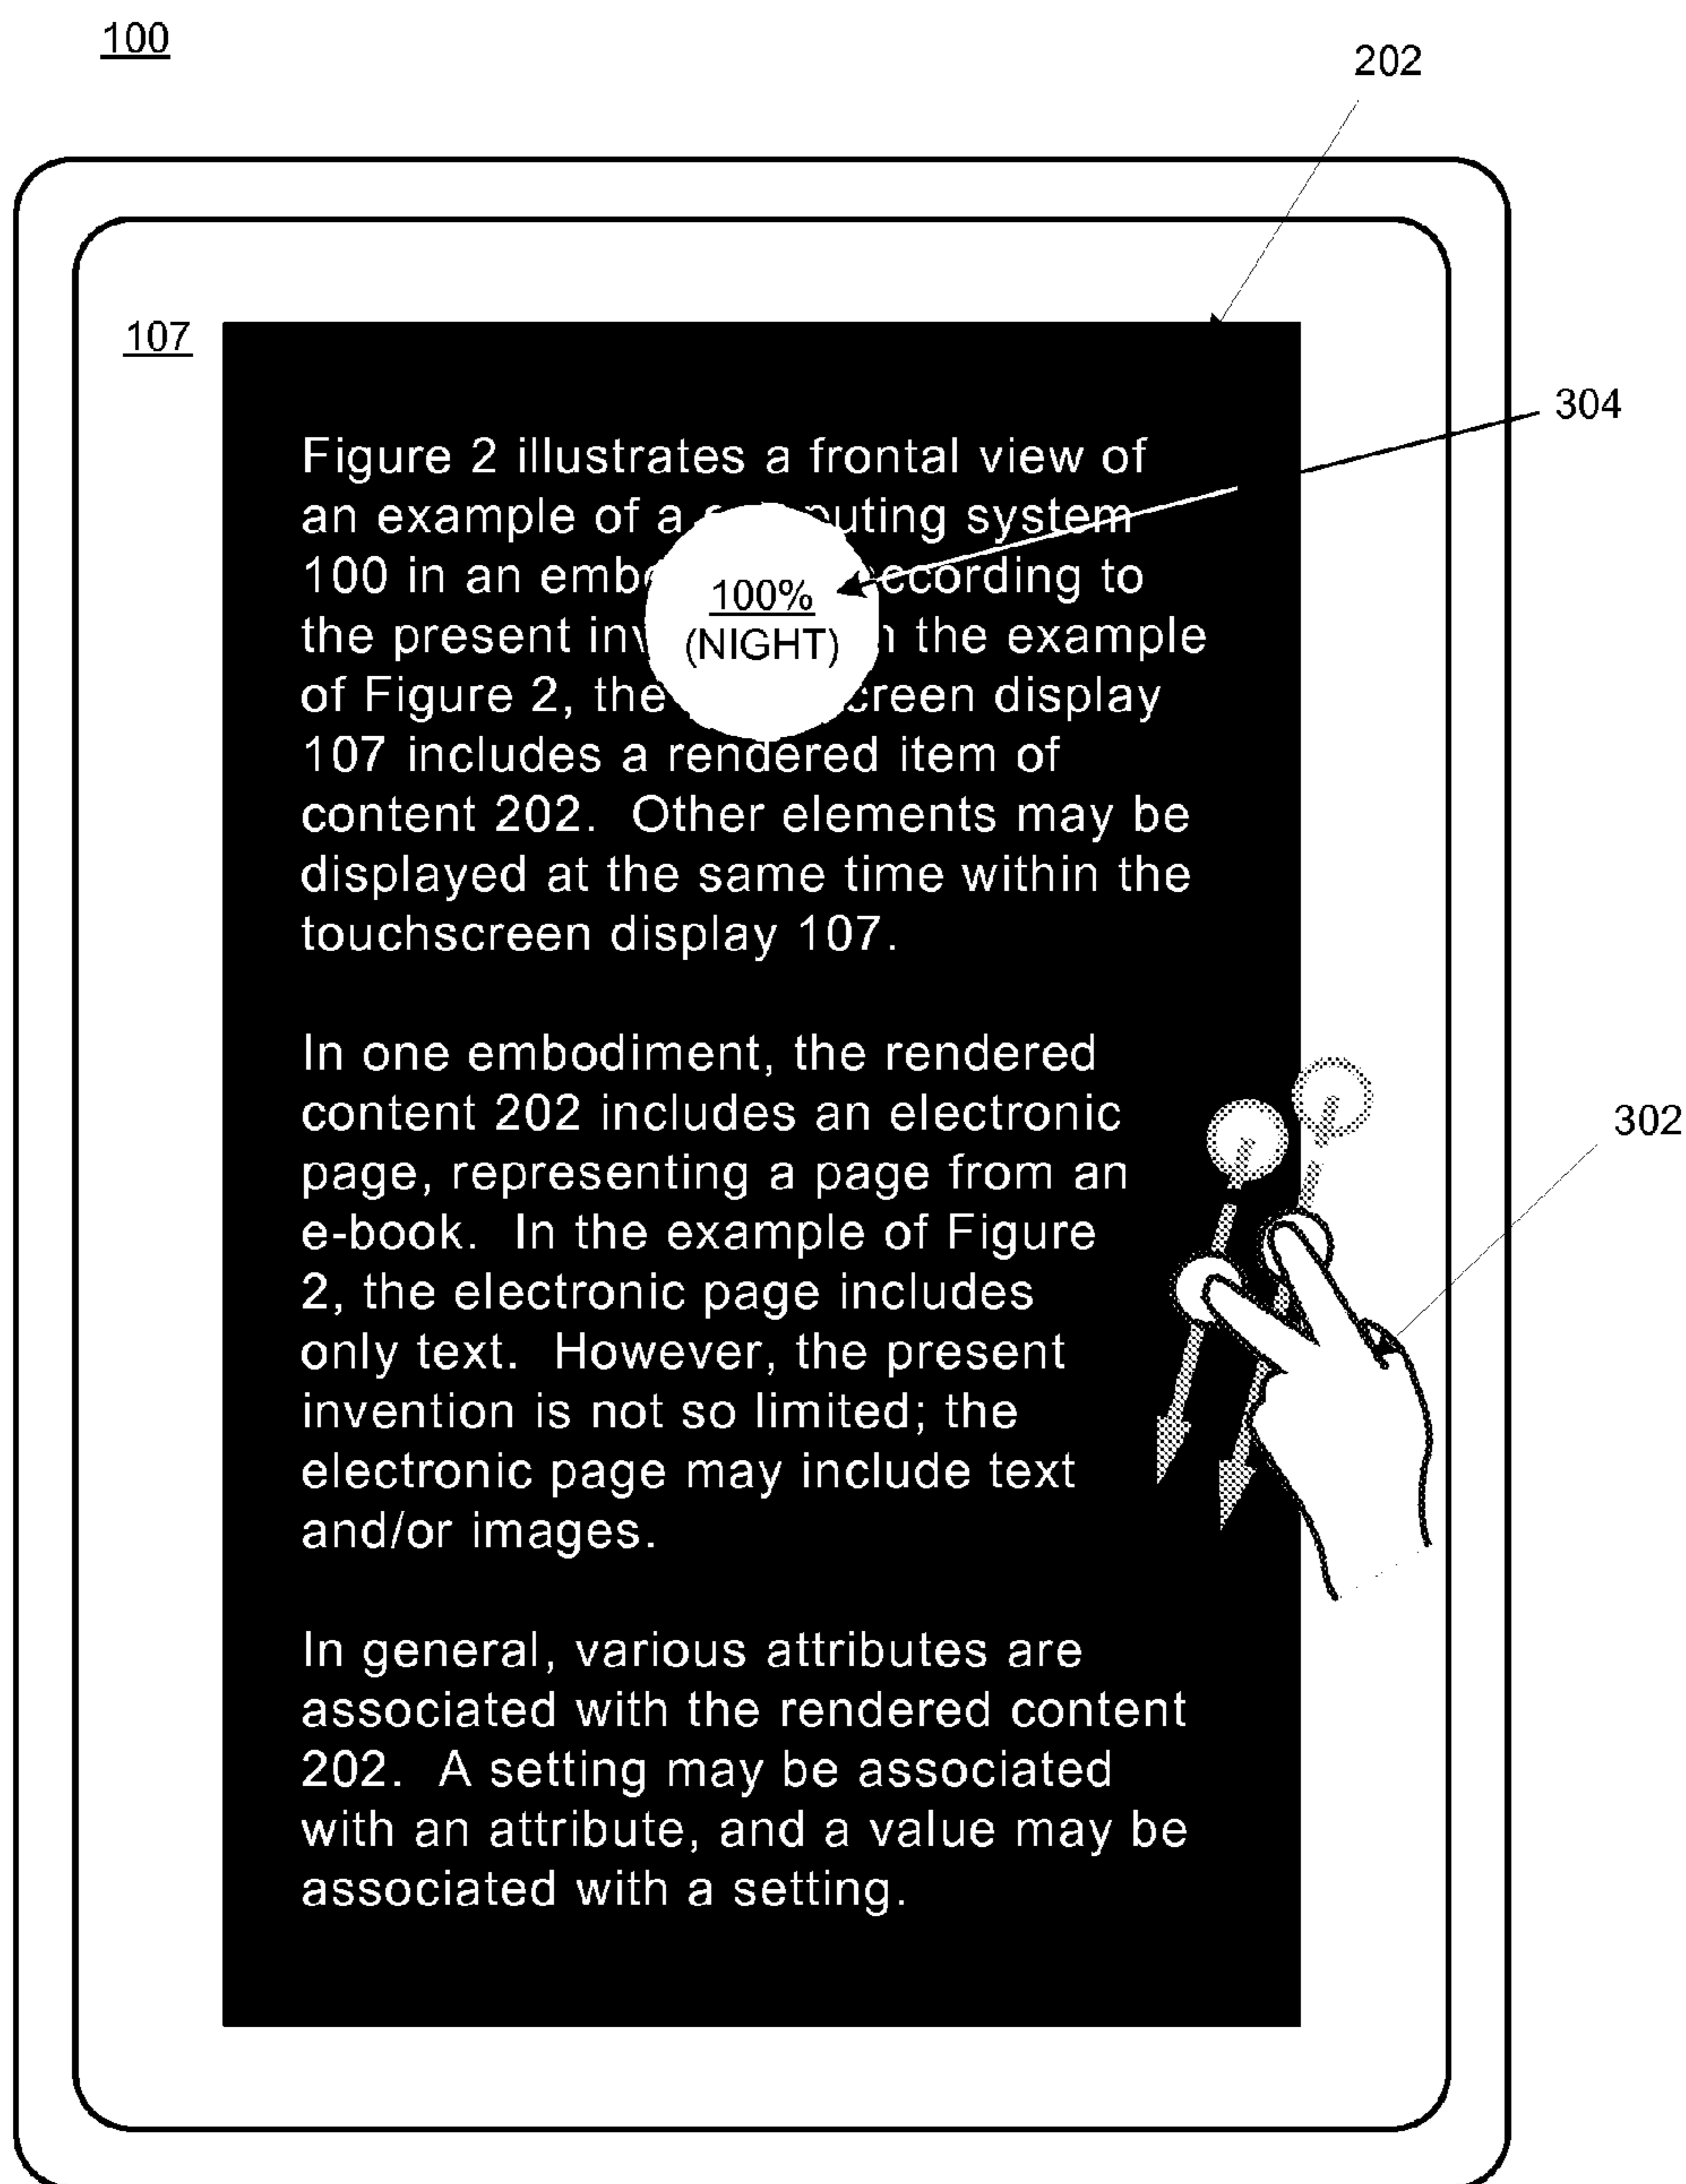 100
202
107
304
Figure 2 illustrates a frontal view of
an example of a uting system
100 in an emb ccording to
the present inv the example
of Figure 2, the creen display
107 includes a rendered item of
content 202. Other elements may be
displayed at the same time within the
touchscreen display 107.
100%
(NIGHT)
In one embodiment, the rendered
content 202 includes an electronic
page, representing a page from an
e-book. In the example of Figure
2, the electronic page includes
only text. However, the present
invention is not so limited; the
electronic page may include text
and/or images.
302
In general, various attributes are
associated with the rendered content
202. A setting may be associated
with an attribute, and a value may be
associated with a setting.